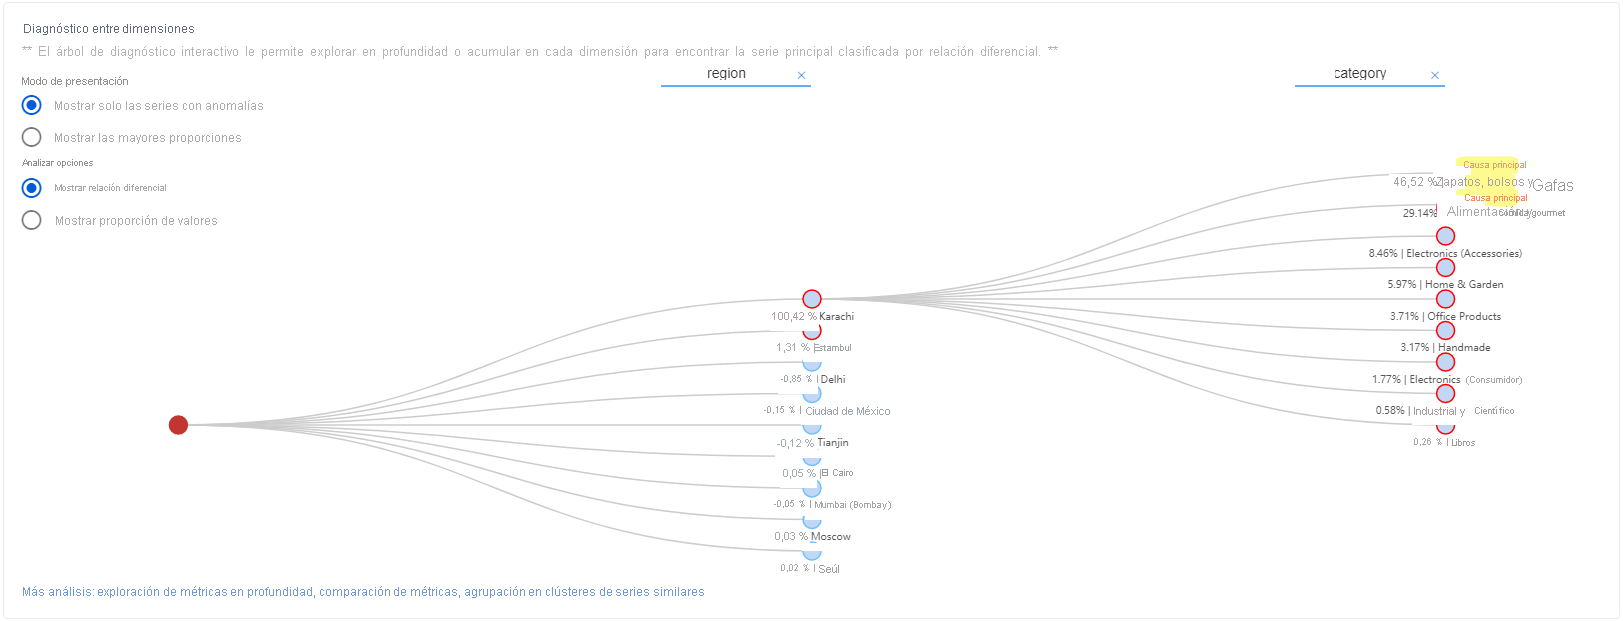 Diagnóstico entre dimensiones
** El árbol de diagnóstico interactivo le permite explorar en profundidad o acumular en cada dimensión para encontrar la serie principal clasificada por relación diferencial. **
Modo de presentación
Mostrar solo las series con anomalías
Mostrar las mayores proporciones
Analizar opciones
Mostrar relación diferencial
Mostrar proporción de valores
region ×
100,42 % Karachi
1,31 % Estambul
-0,85 % | Delhi
-0,15 % | Ciudad de México
-0,12 % Tianjin
0,05 % | El Cairo
-0,05 % | Mumbai (Bombay)
0,03 % Moscow
0,02 % | Seúl
category ×
Causa principal
46,52 % Zapatos, bolsos y Gafas
Causa principal
29.14% Alimentación y gourmet
8.46% | Electronics (Accessories)
5.97% | Home & Garden
3.71% | Office Products
3.17% | Handmade
1.77% | Electronics (Consumidor)
0.58% | Industrial y Científico
0,26 % | Libros
Más análisis: exploración de métricas en profundidad, comparación de métricas, agrupación en clústeres de series similares